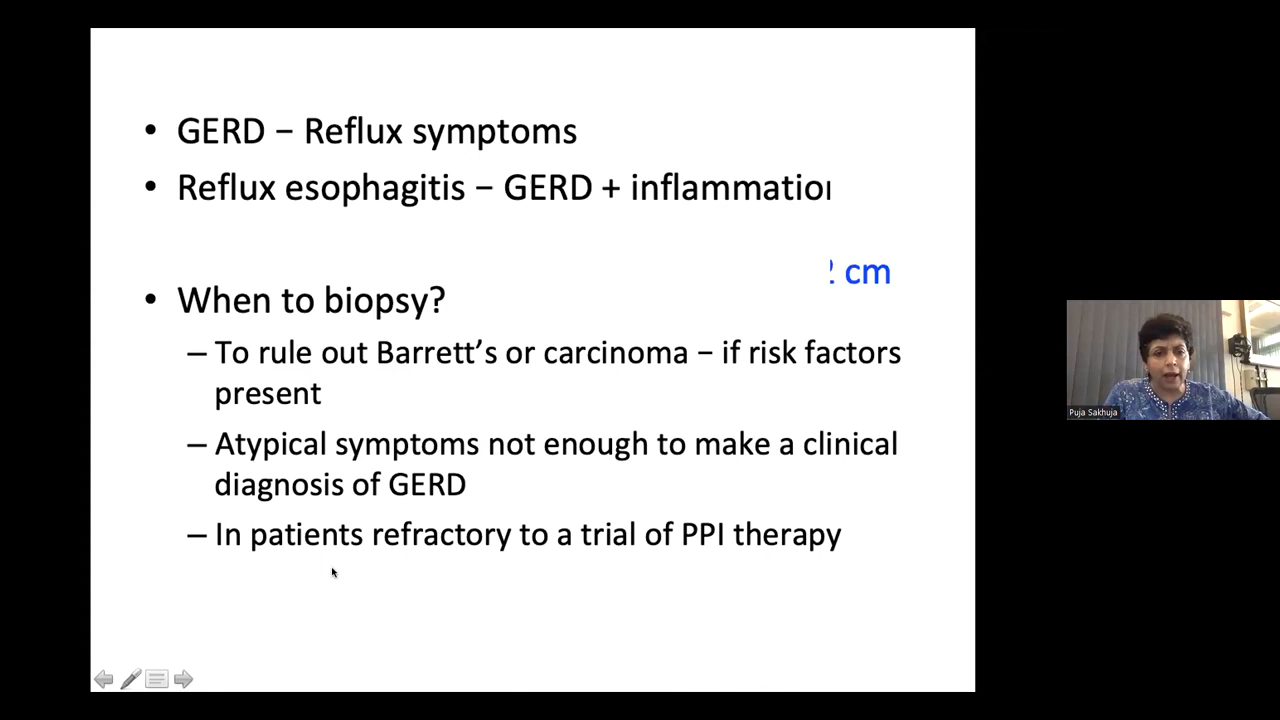 • GERD – Reflux symptoms
• Reflux esophagitis – GERD + inflammation
cm
• When to biopsy?
– To rule out Barrett’s or carcinoma – if risk factors
present
– Atypical symptoms not enough to make a clinical
diagnosis of GERD
– In patients refractory to a trial of PPI therapy
Puja Sakhuja